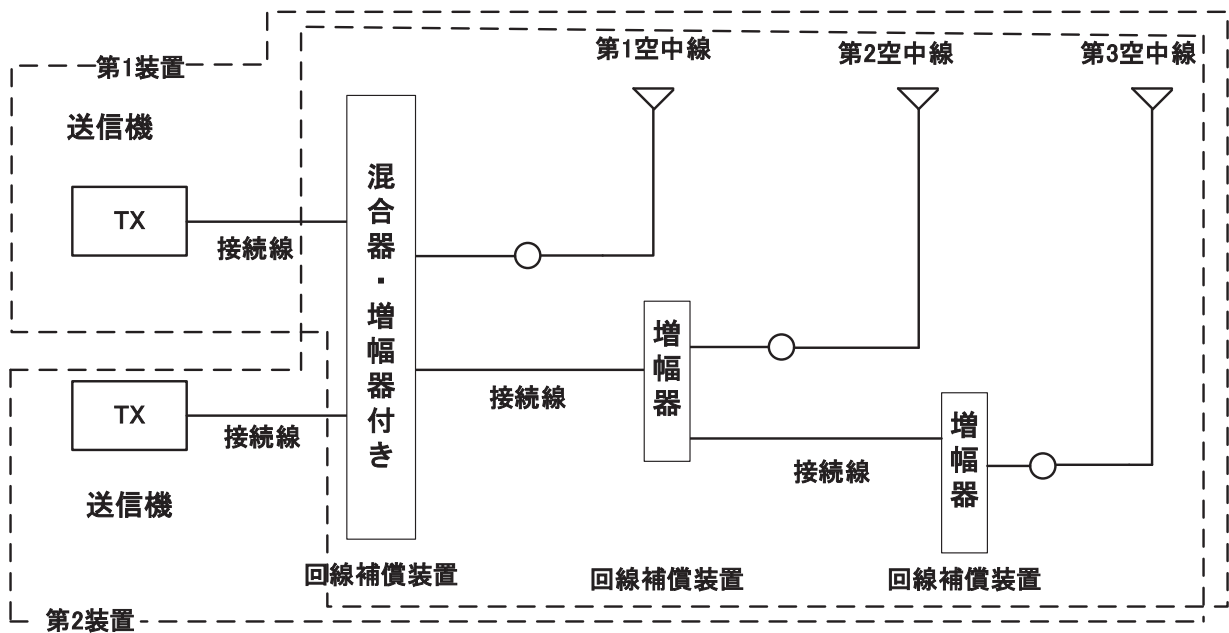 第1空中線
第2空中線
第3空中線
第1装置
送信機
TX
接続線
混合器・増幅器付き
増幅器
接続線
TX
接続線
増幅器
接続線
送信機
回線補償装置
回線補償装置
回線補償装置
第2装置